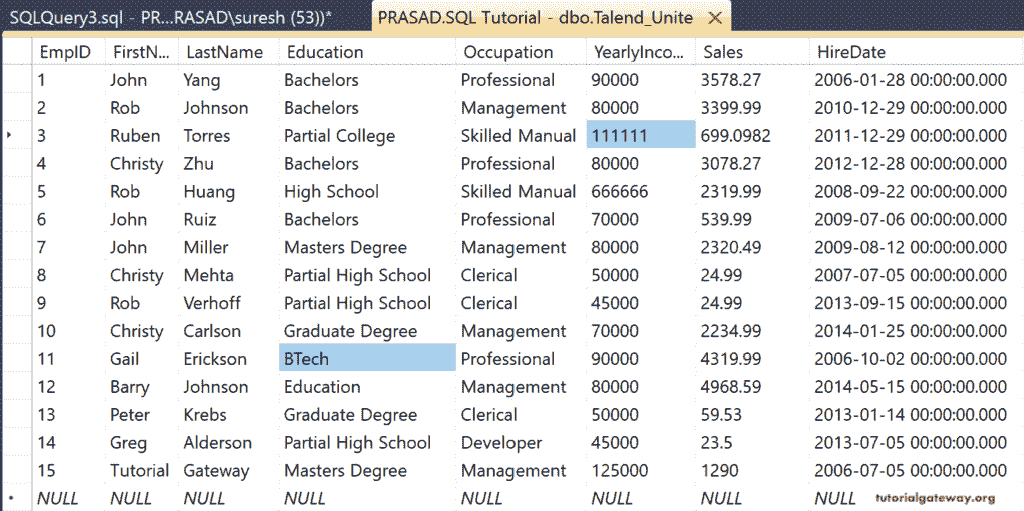 SQLQuery3.sql - PR...RASAD\suresh (53))* PRASAD.SQL Tutorial - dbo.Talend_Unite
EmpID FirstN... LastName Education Occupation YearlyInco... Sales HireDate
1 John Yang Bachelors Professional 90000 3578.27 2006-01-28 00:00:00.000
2 Rob Johnson Bachelors Management 80000 3399.99 2010-12-29 00:00:00.000
3 Ruben Torres Partial College Skilled Manual 111111 699.0982 2011-12-29 00:00:00.000
4 Christy Zhu Bachelors Professional 80000 3078.27 2012-12-28 00:00:00.000
5 Rob Huang High School Skilled Manual 666666 2319.99 2008-09-22 00:00:00.000
6 John Ruiz Bachelors Professional 70000 539.99 2009-07-06 00:00:00.000
7 John Miller Masters Degree Management 80000 2320.49 2009-08-12 00:00:00.000
8 Christy Mehta Partial High School Clerical 50000 24.99 2007-07-05 00:00:00.000
9 Rob Verhoff Partial High School Clerical 45000 24.99 2013-09-15 00:00:00.000
10 Christy Carlson Graduate Degree Management 70000 2234.99 2014-01-25 00:00:00.000
11 Gail Erickson BTech Professional 90000 4319.99 2006-10-02 00:00:00.000
12 Barry Johnson Education Management 80000 4968.59 2014-05-15 00:00:00.000
13 Peter Krebs Graduate Degree Clerical 50000 59.53 2013-01-14 00:00:00.000
14 Greg Alderson Partial High School Developer 45000 23.5 2013-07-05 00:00:00.000
15 Tutorial Gateway Masters Degree Management 125000 1290 2006-07-05 00:00:00.000
NULL NULL NULL NULL NULL NULL NULL NULL
tutorialgateway.org